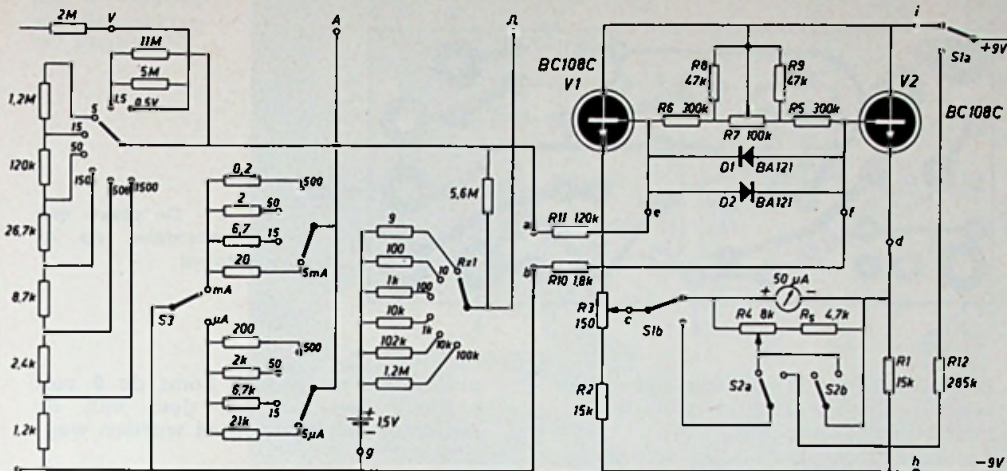 2M
V
11M
5M
1,2M
5
1,5
0,5V
15
50
150
500
1500
120k
26,7k
8,7k
2,4k
1,2k
A
0,2
500
2
50
6,7
15
20
5mA
mA
S3
µA
200
500
2k
50
6,7k
15
21k
5µA
Ω
9
100
1k
10k
102k
1,2M
Rx1
10
100
1k
10k
100k
+
1,5V
-
g
5,6M
a
b
R11 120k
R10 1,8k
e
f
BC108C
V1
R8
47k
R9
47k
R6 300k
R7 100k
R5 300k
D1
BA121
D2
BA121
V2
BC108C
i
S1a
+9V
d
50 µA
+
-
R3
150
c
S1b
R4 8k
R5 4,7k
S2a
S2b
R2
15k
R1
15k
R12
285k
h
-9V